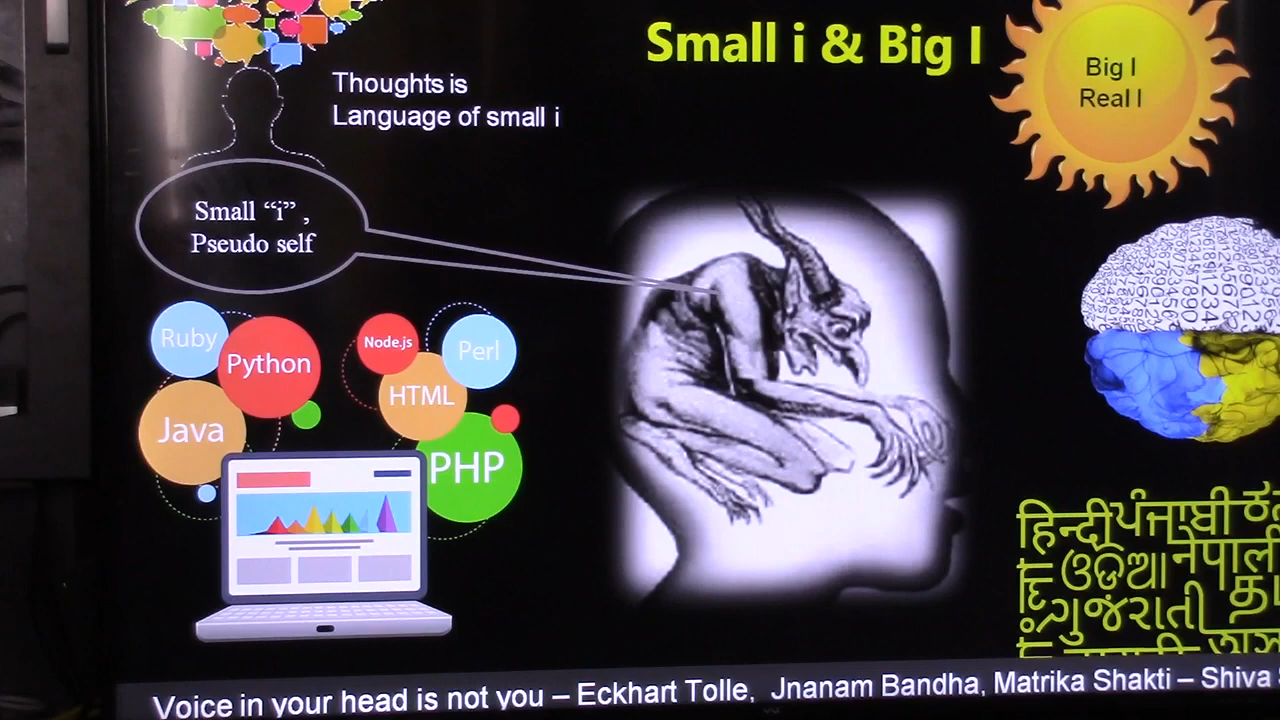 Small i & Big I
Big I
Real I
Thoughts is
Language of small i
Small “i” ,
Pseudo self
Ruby
Python
Java
Node.js
Perl
HTML
PHP
हिन्दी
ਪੰਜਾਬੀ
ଓଡ଼ିଆ
नेपाली
ગુજરાતી
Voice in your head is not you – Eckhart Tolle, Jnanam Bandha, Matrika Shakti – Shiva